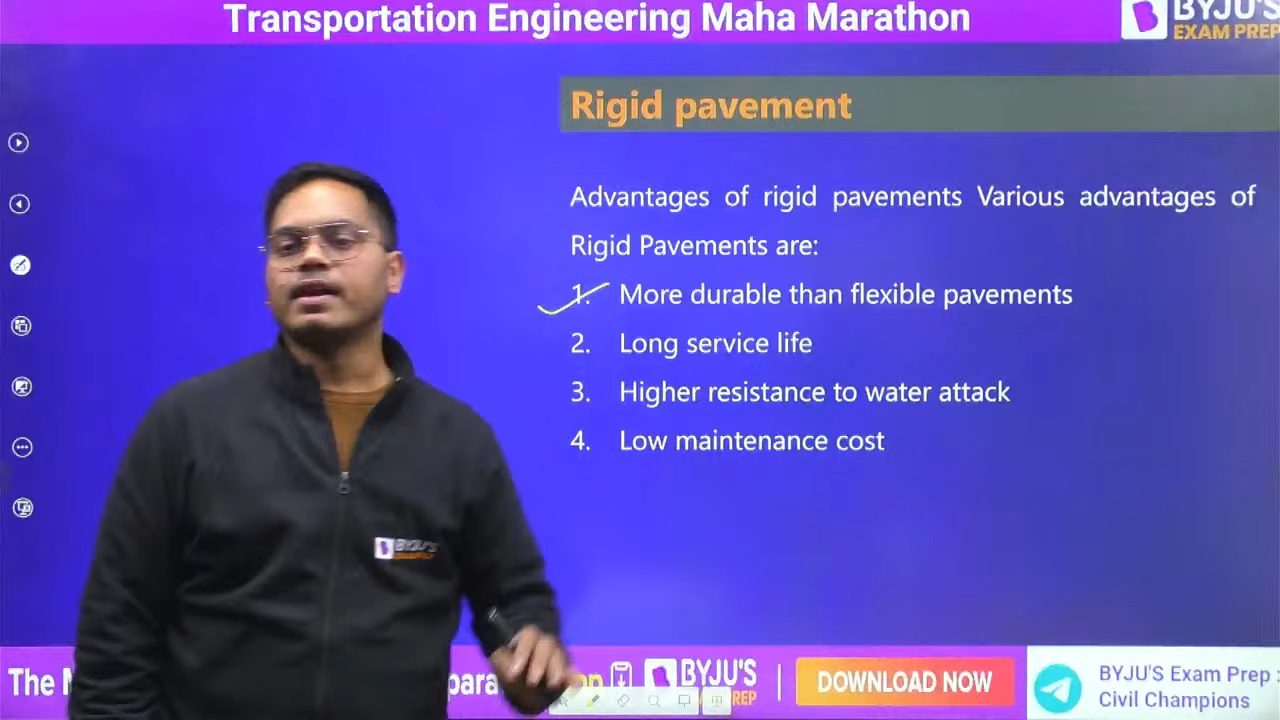 Transportation Engineering Maha Marathon
BYJU'S
EXAM PREP
Rigid pavement
Advantages of rigid pavements Various advantages of
Rigid Pavements are:
1. More durable than flexible pavements
2. Long service life
3. Higher resistance to water attack
4. Low maintenance cost
BYJU'S
The
BYJU'S
DOWNLOAD NOW
BYJU'S Exam Prep :
Civil Champions